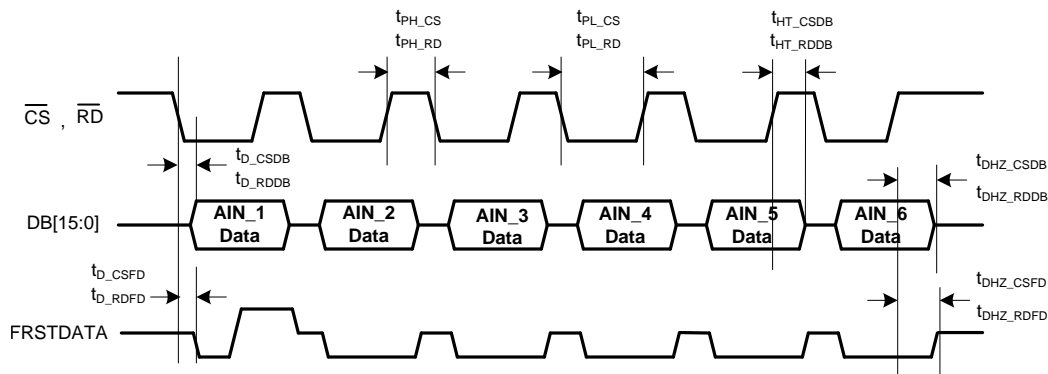 tPH_CS
tPH_RD
tPL_CS
tPL_RD
tHT_CSDB
tHT_RDDB
CS , RD
tD_CSDB
tD_RDDB
tDHZ_CSDB
tDHZ_RDDB
DB[15:0]
AIN_1
Data
AIN_2
Data
AIN_3
Data
AIN_4
Data
AIN_5
Data
AIN_6
Data
tD_CSFD
tD_RDFD
tDHZ_CSFD
tDHZ_RDFD
FRSTDATA